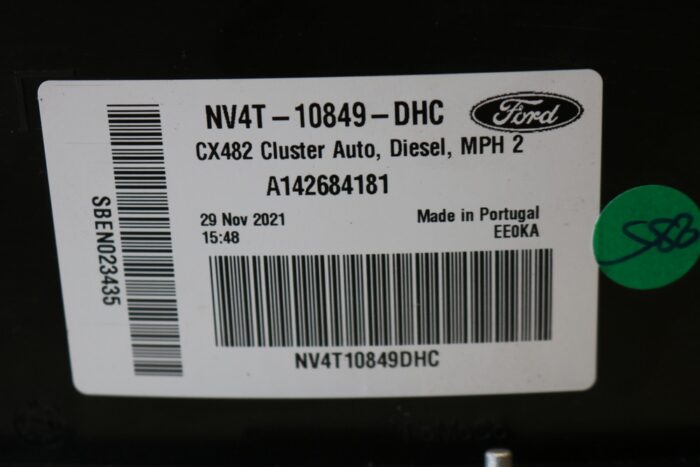 NV4T-10849-DHC
Ford
CX482 Cluster Auto, Diesel, MPH 2
A142684181
29 Nov 2021
Made in Portugal
15:48
EE0KA
SBEN023435
NV4T10849DHC